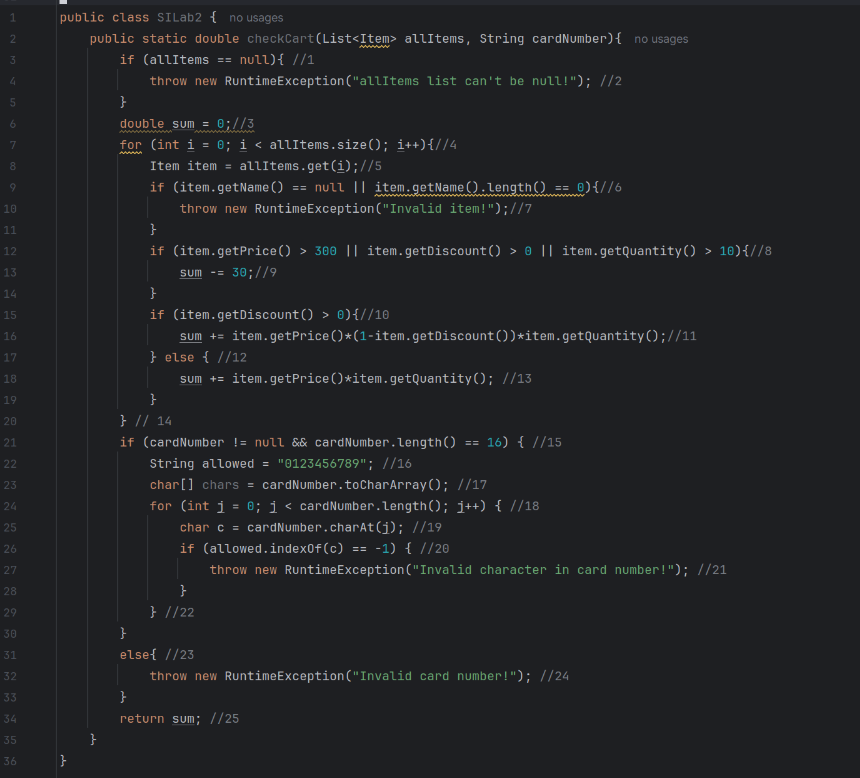 1 public class SILab2 { no usages
2 public static double checkCart(List<Item> allItems, String cardNumber){ no usages
3 if (allItems == null){ //1
4 throw new RuntimeException("allItems list can't be null!"); //2
5 }
6 double sum = 0;//3
7 for (int i = 0; i < allItems.size(); i++){//4
8 Item item = allItems.get(i);//5
9 if (item.getName() == null || item.getName().length() == 0){//6
10 throw new RuntimeException("Invalid item!");//7
11 }
12 if (item.getPrice() > 300 || item.getDiscount() > 0 || item.getQuantity() > 10){//8
13 sum -= 30;//9
14 }
15 if (item.getDiscount() > 0){//10
16 sum += item.getPrice()*(1-item.getDiscount())*item.getQuantity();//11
17 } else { //12
18 sum += item.getPrice()*item.getQuantity(); //13
19 }
20 } // 14
21 if (cardNumber != null && cardNumber.length() == 16) { //15
22 String allowed = "0123456789"; //16
23 char[] chars = cardNumber.toCharArray(); //17
24 for (int j = 0; j < cardNumber.length(); j++) { //18
25 char c = cardNumber.charAt(j); //19
26 if (allowed.indexOf(c) == -1) { //20
27 throw new RuntimeException("Invalid character in card number!"); //21
28 }
29 } //22
30 }
31 else{ //23
32 throw new RuntimeException("Invalid card number!"); //24
33 }
34 return sum; //25
35 }
36 }